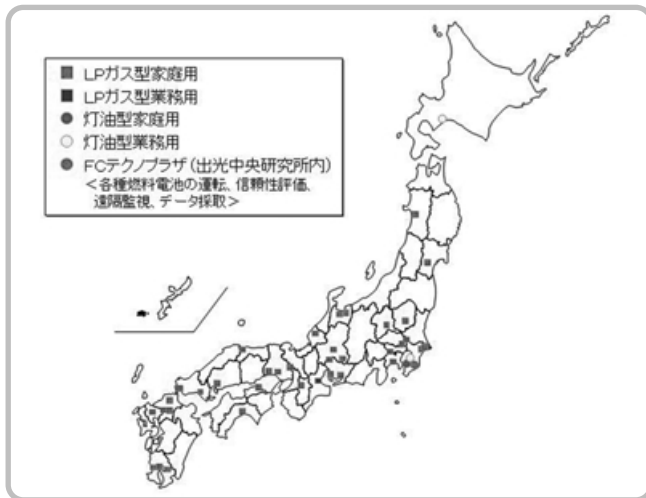 LPガス型家庭用
LPガス型業務用
灯油型家庭用
灯油型業務用
FCテクノプラザ(出光中央研究所内)
<各種燃料電池の運転、信頼性評価、
遠隔監視、データ採取>